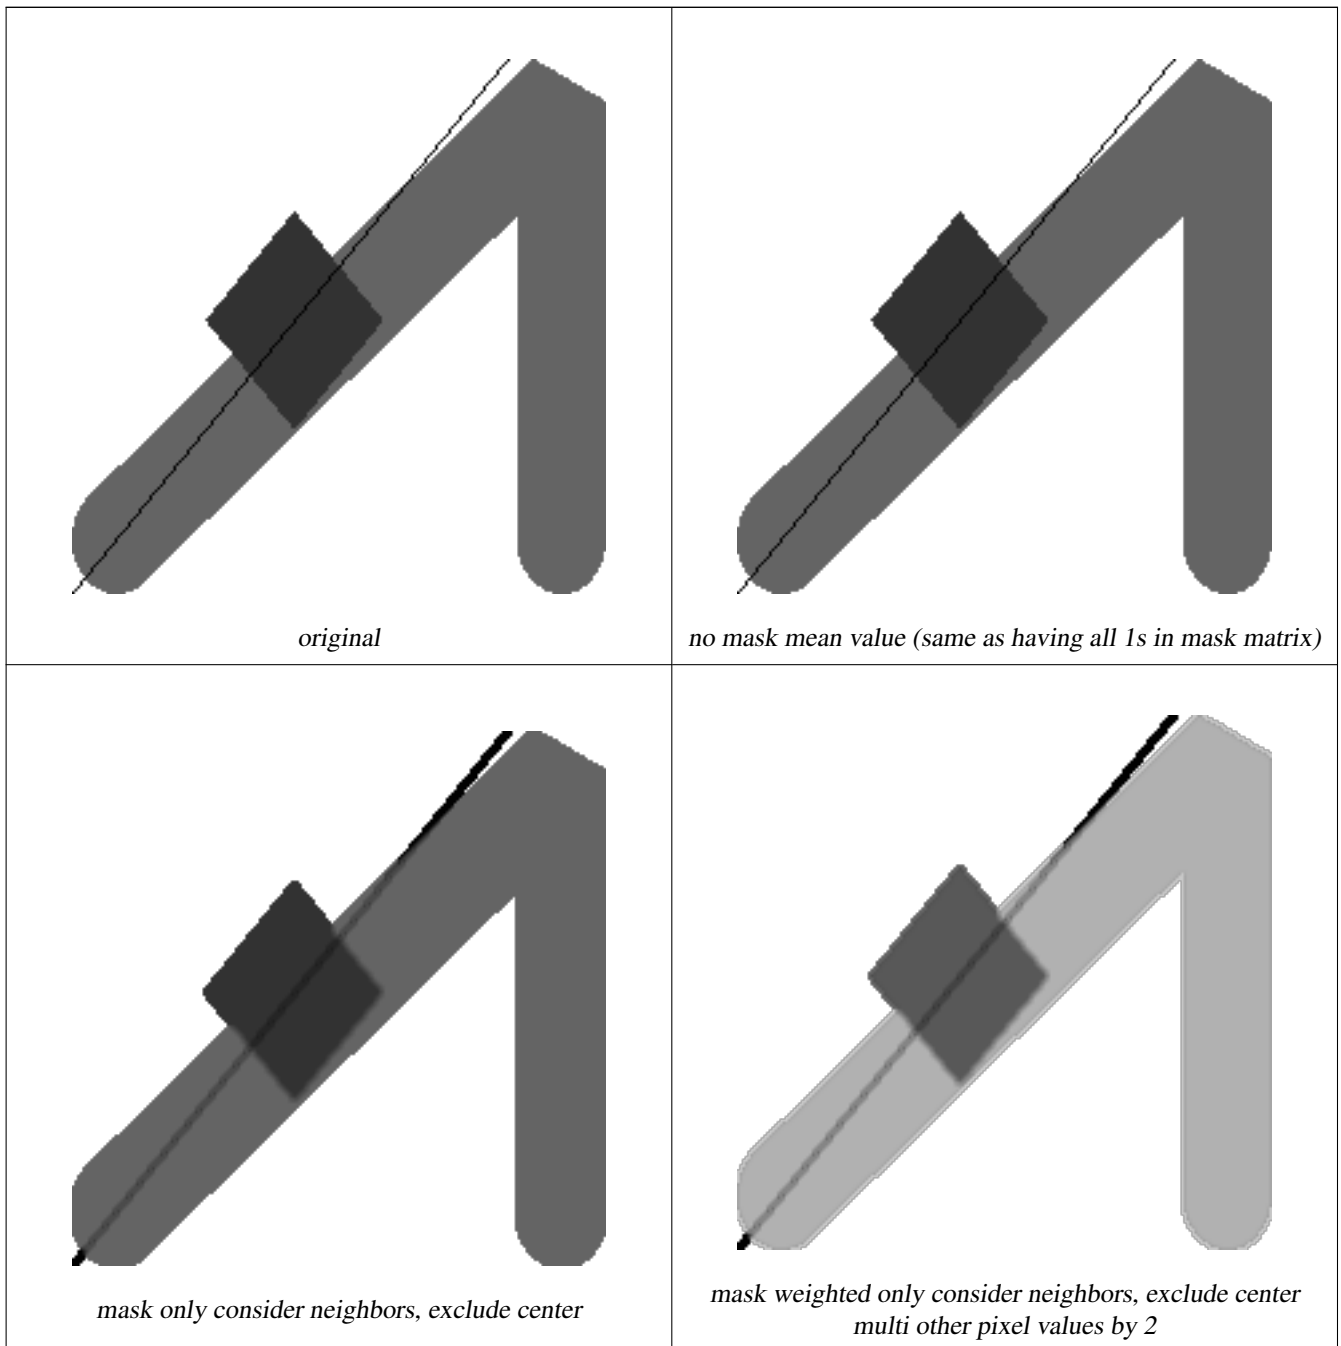 original
no mask mean value (same as having all 1s in mask matrix)
mask only consider neighbors, exclude center
mask weighted only consider neighbors, exclude center
multi other pixel values by 2